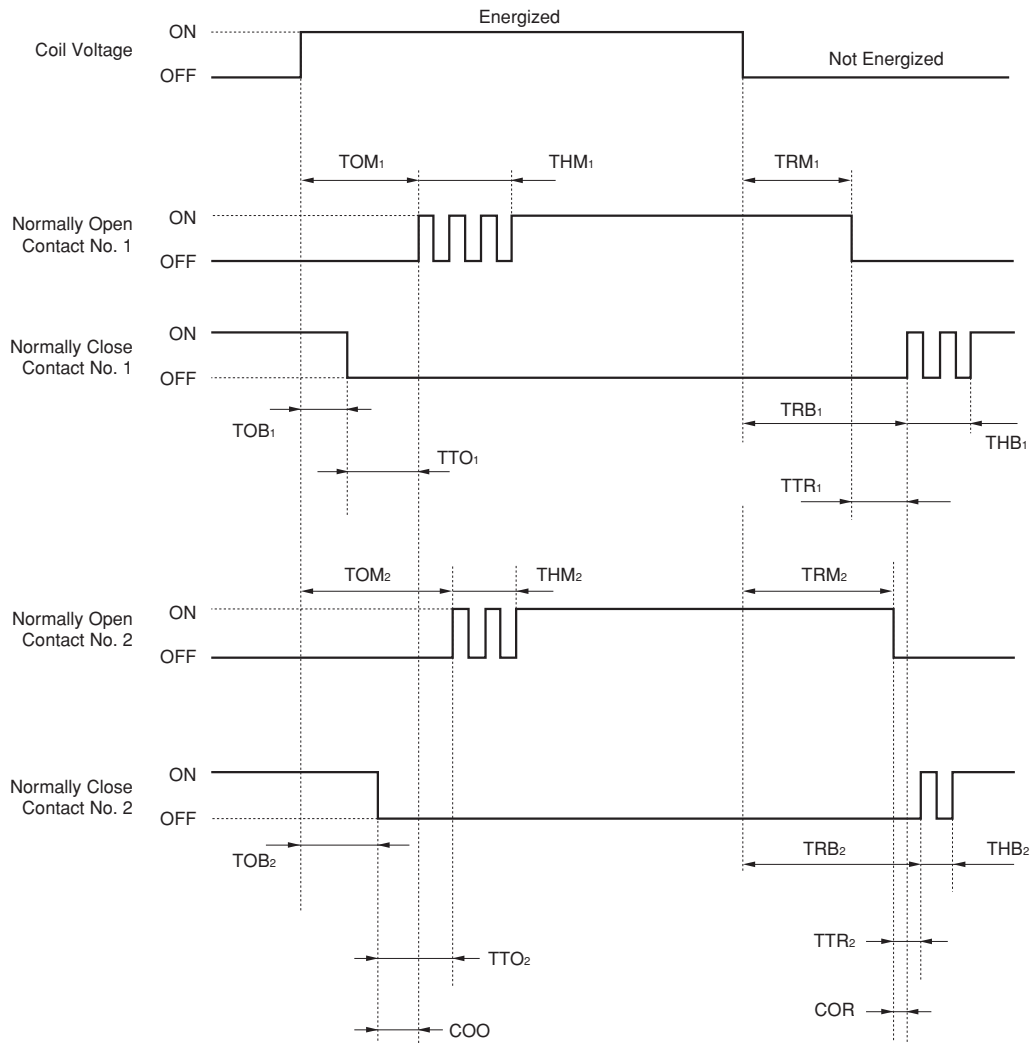 Energized
ON
Coil Voltage
Not Energized
OFF
TOM1
THM1
TRM1
ON
Normally Open
Contact No. 1
OFF
ON
Normally Close
Contact No. 1
OFF
TOB1
TRB1
THB1
TTO1
TTR1
TOM2
THM2
TRM2
ON
Normally Open
Contact No. 2
OFF
ON
Normally Close
Contact No. 2
OFF
TOB2
TRB2
THB2
TTR2
TTO2
COR
COO